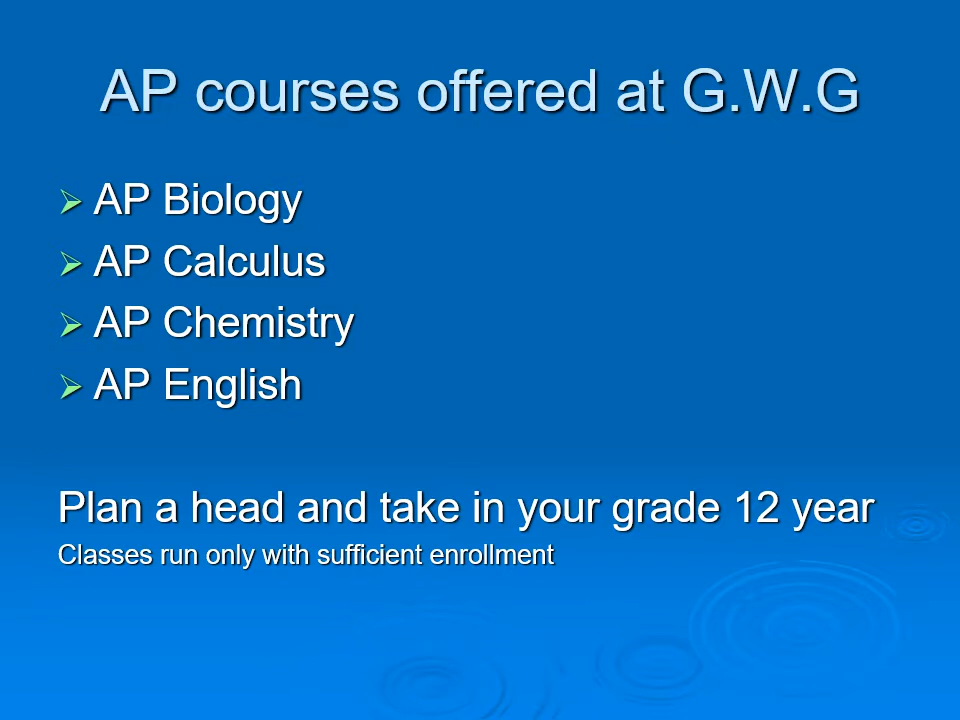 AP courses offered at G.W.G
AP Biology
AP Calculus
AP Chemistry
AP English
Plan a head and take in your grade 12 year
Classes run only with sufficient enrollment